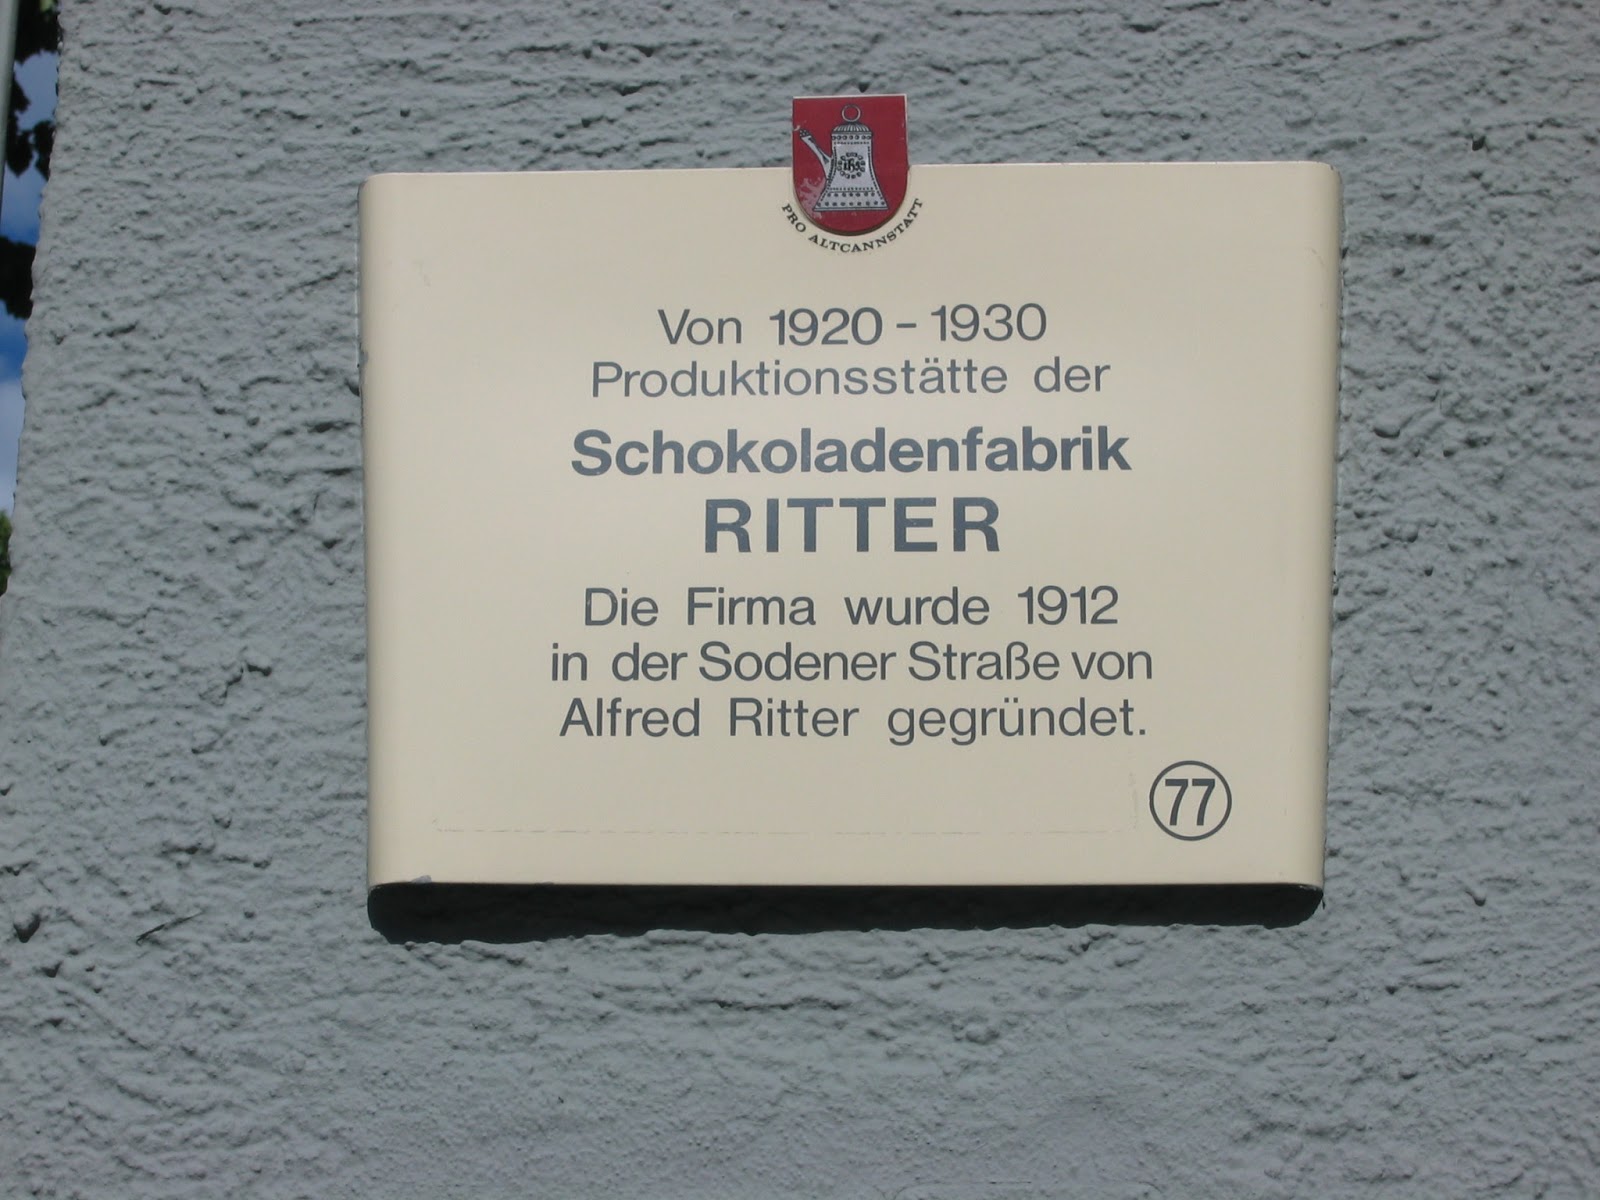 ihs
PRO ALTCANNSTATT
Von 1920 - 1930
Produktionsstätte der
Schokoladenfabrik
RITTER
Die Firma wurde 1912
in der Sodener Straße von
Alfred Ritter gegründet.
77